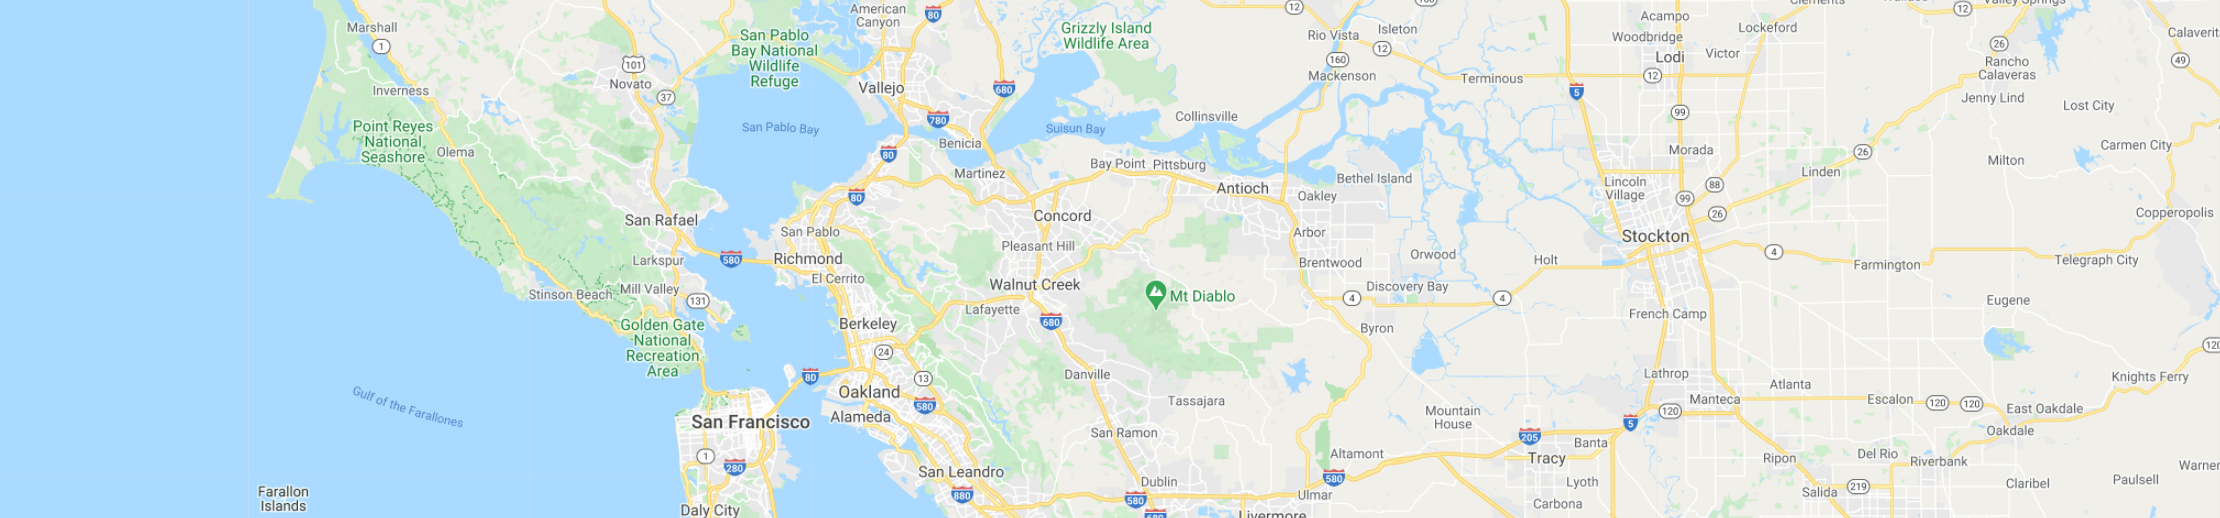 Marshall
1
Inverness
Point Reyes
National
Seashore
Olema
101
Novato
37
San Pablo
Bay National
Wildlife
Refuge
San Pablo Bay
American
Canyon
80
Vallejo
680
780
Benicia
80
Grizzly Island
Wildlife Area
Suisun Bay
Collinsville
12
Rio Vista
Isleton
12
160
Mackenson
Terminous
5
12
Acampo
Woodbridge
Lodi
Victor
Lockeford
Clements
12
Valley Springs
26
Rancho
Calaveras
Jenny Lind
Lost City
49
99
Morada
26
Milton
Carmen City
Linden
Martinez
Bay Point
Pittsburg
Antioch
Bethel Island
Oakley
Lincoln
Village
88
99
26
Copperopolis
80
San Rafael
San Pablo
Concord
Pleasant Hill
Arbor
Stockton
580
Larkspur
Richmond
El Cerrito
Walnut Creek
Brentwood
Orwood
Holt
4
Farmington
Telegraph City
Stinson Beach
Mill Valley
131
Mt Diablo
4
Discovery Bay
4
Eugene
Golden Gate
National
Recreation
Area
Berkeley
Lafayette
680
Byron
French Camp
24
80
13
Danville
Lathrop
Atlanta
Knights Ferry
Gulf of the Farallones
Oakland
580
Alameda
San Francisco
Tassajara
Mountain
House
120
Manteca
Escalon
120
120
East Oakdale
5
Oakdale
San Ramon
205
Banta
1
280
San Leandro
Altamont
Tracy
Ripon
Del Rio
Riverbank
Farallon
Islands
880
Dublin
580
580
Ulmar
Lyoth
Carbona
219
Salida
Claribel
Paulsell
Daly City
680
Livermore